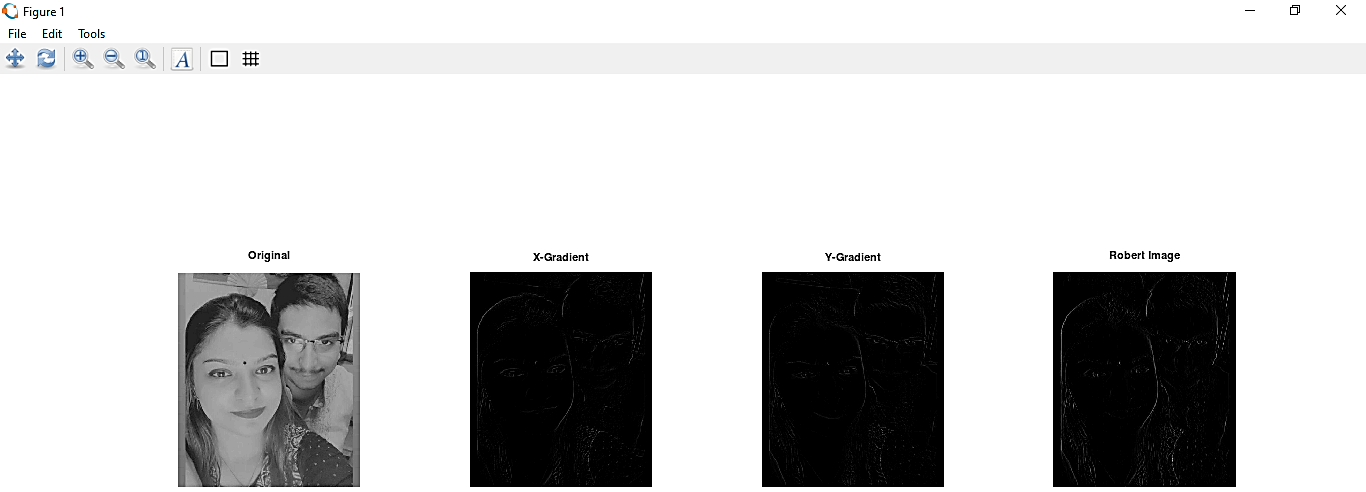 Figure 1
File Edit Tools
A
Original X-Gradient Y-Gradient Robert Image